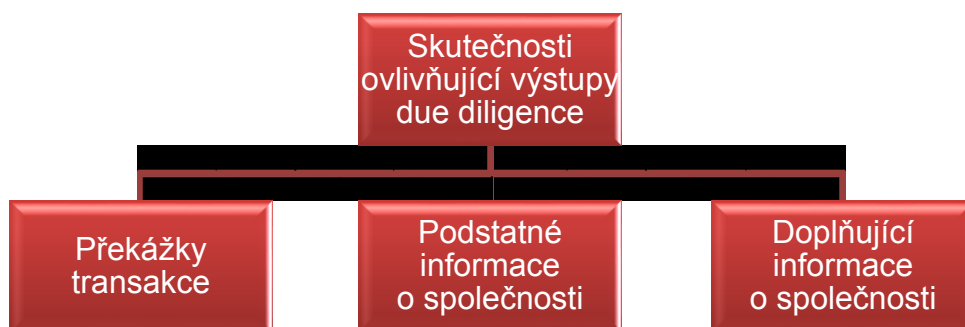 Skutečnosti
ovlivňující výstupy
due diligence
Překážky
transakce
Podstatné
informace
o společnosti
Doplňující
informace
o společnosti